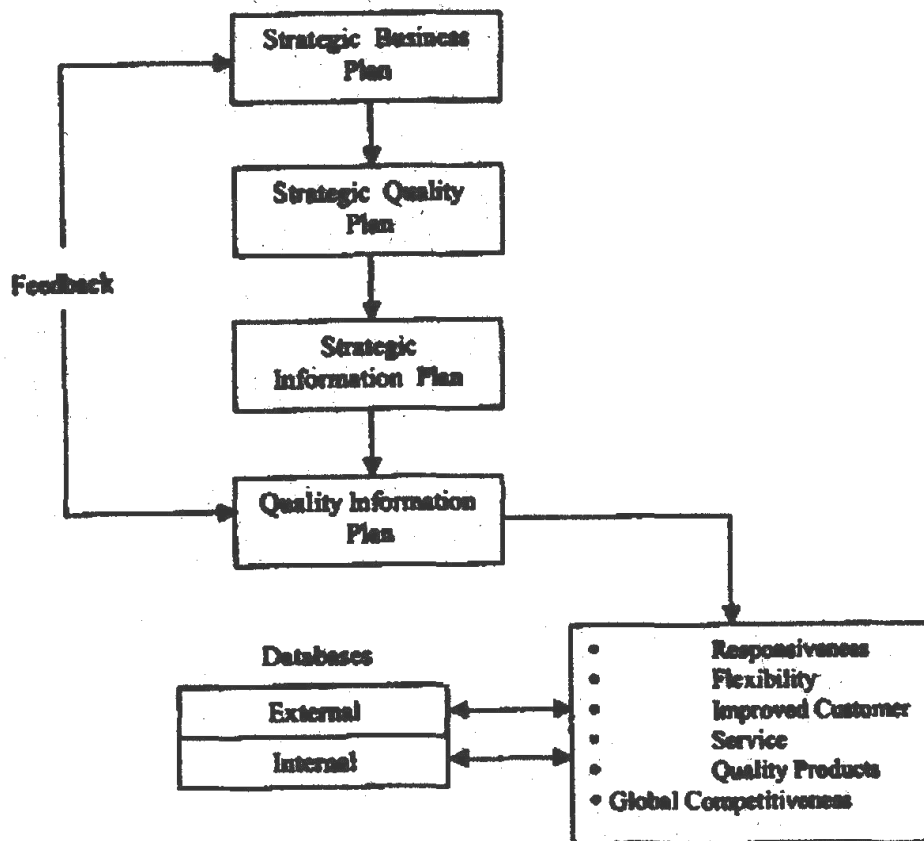 Strategic Business
Plan
Strategic Quality
Plan
Feedback
Strategic
Information Plan
Quality Information
Plan
Databases
External
Internal
• Responsiveness
• Flexibility
• Improved Customer
• Service
• Quality Products
• Global Competitiveness